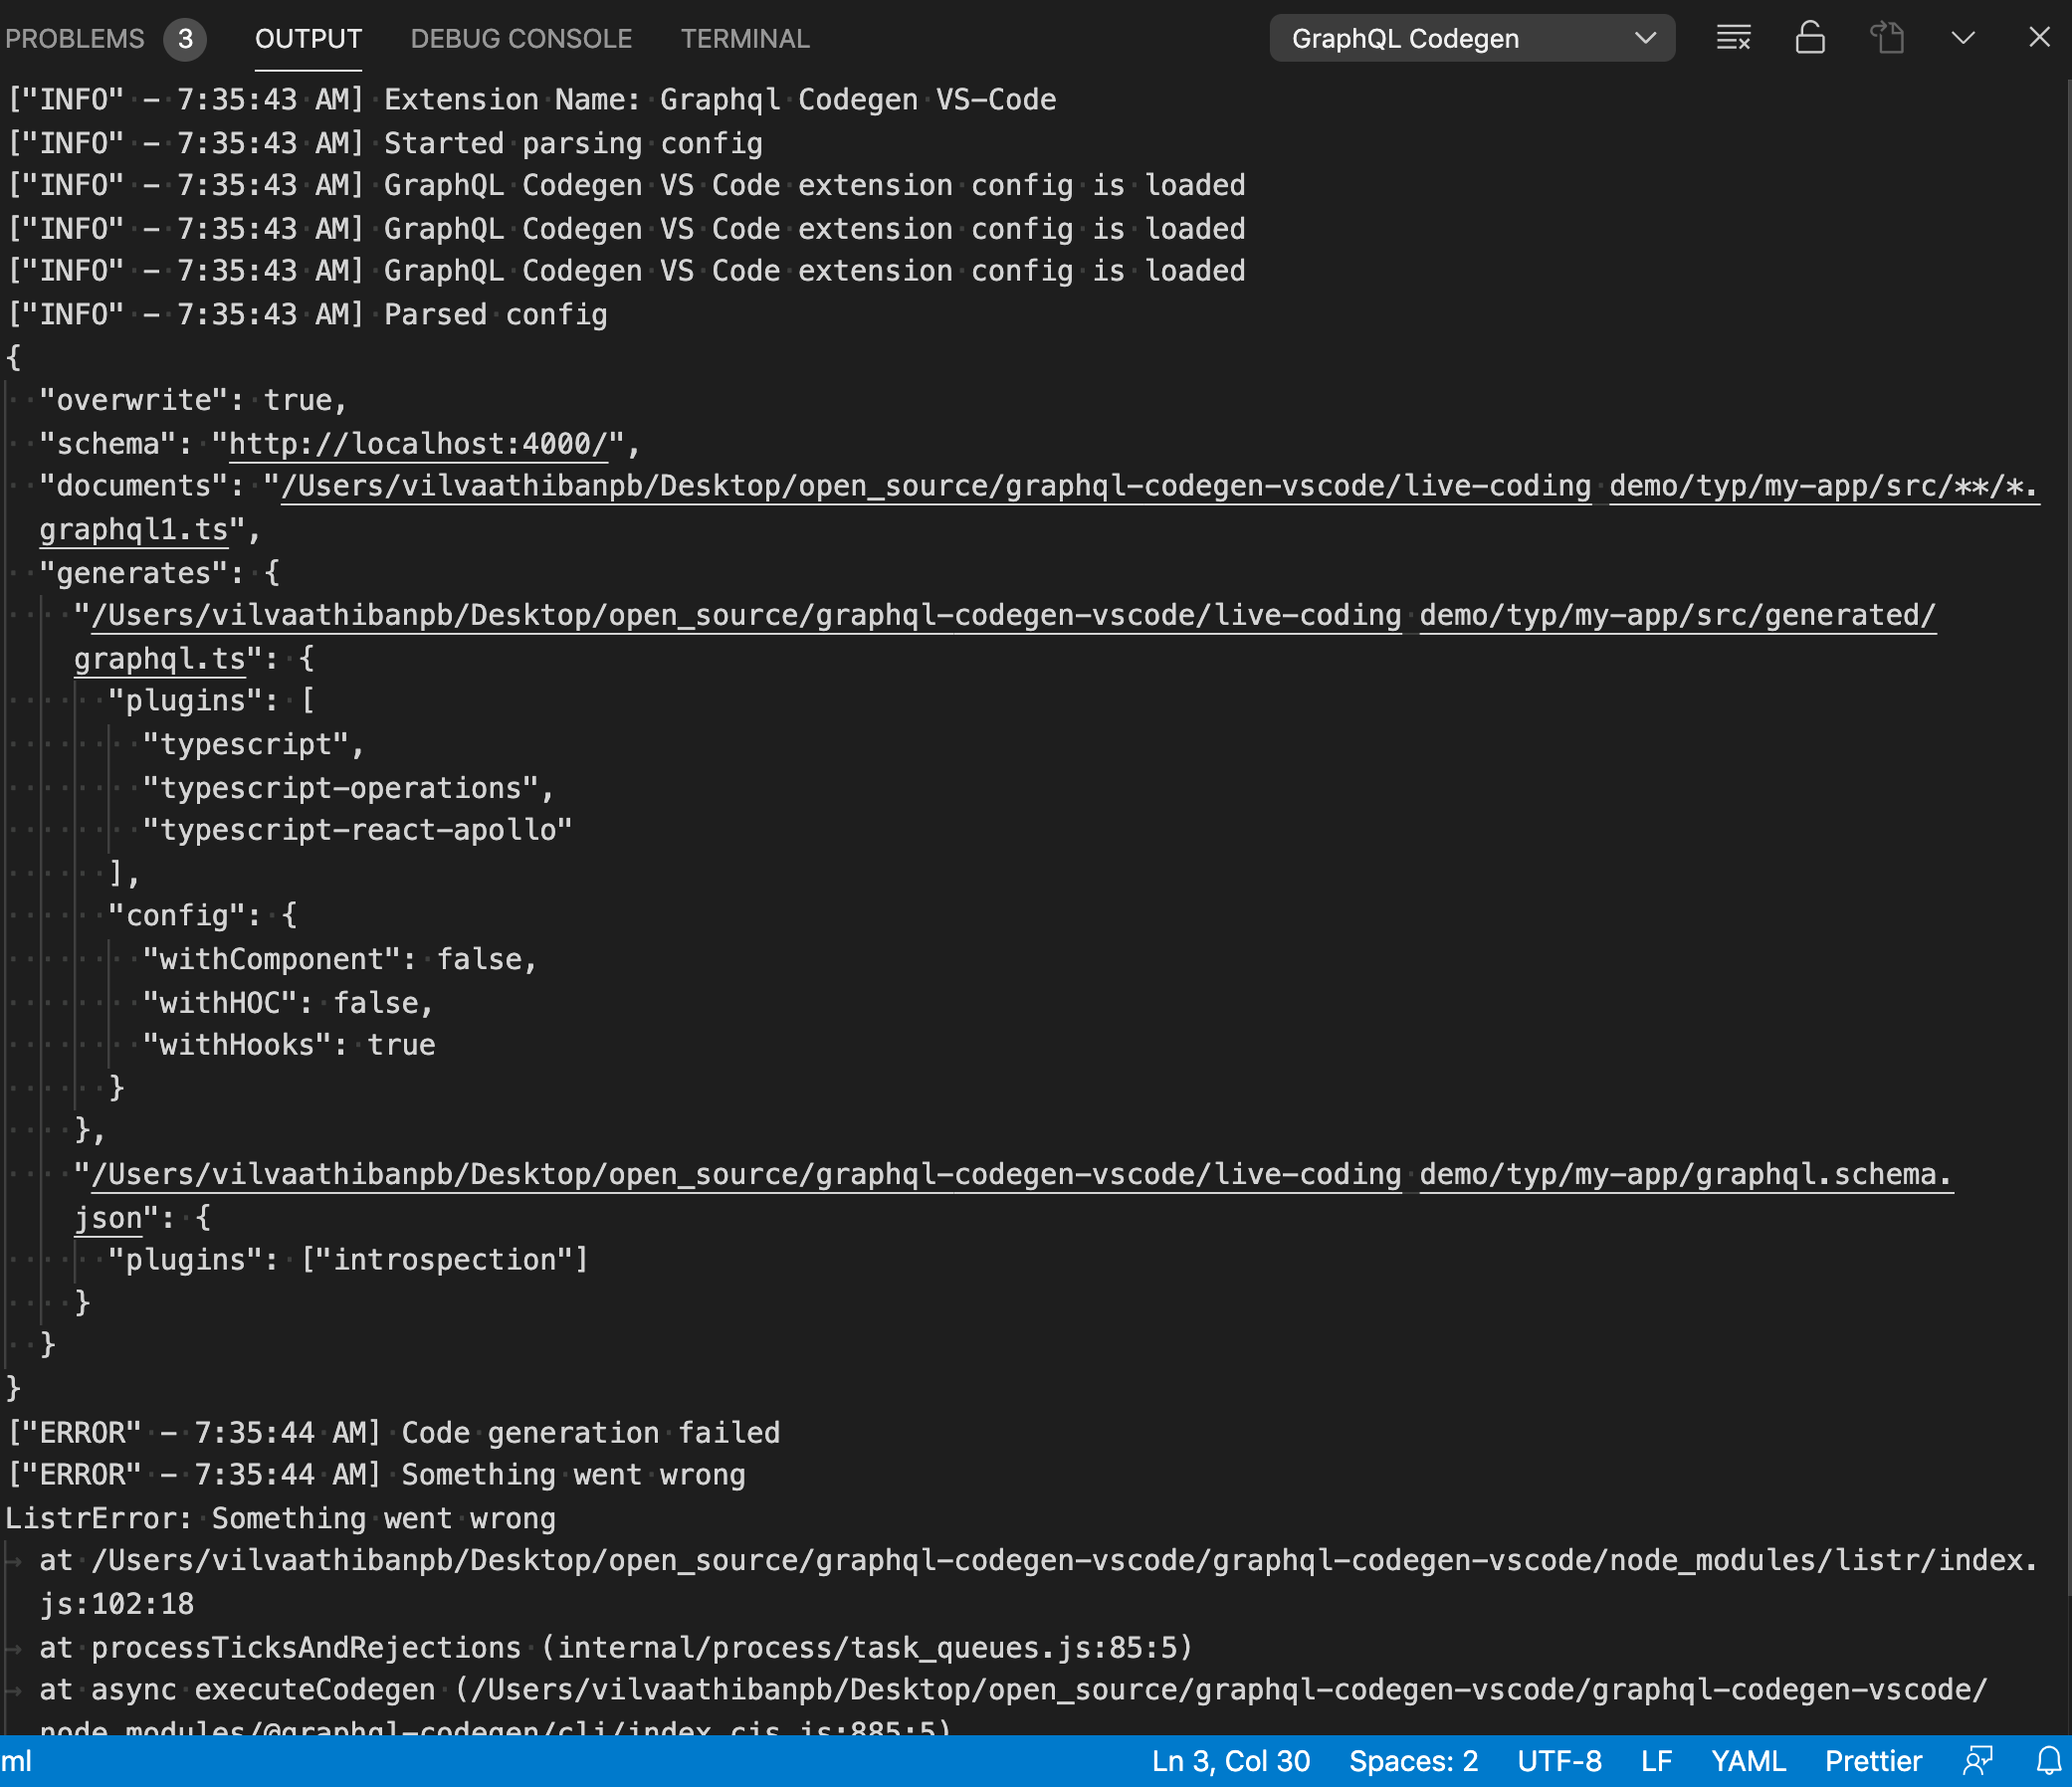 PROBLEMS 3 OUTPUT DEBUG CONSOLE TERMINAL GraphQL Codegen
["INFO" - 7:35:43 AM] Extension Name: Graphql Codegen VS-Code
["INFO" - 7:35:43 AM] Started parsing config
["INFO" - 7:35:43 AM] GraphQL Codegen VS Code extension config is loaded
["INFO" - 7:35:43 AM] GraphQL Codegen VS Code extension config is loaded
["INFO" - 7:35:43 AM] GraphQL Codegen VS Code extension config is loaded
["INFO" - 7:35:43 AM] Parsed config
{
"overwrite": true,
"schema": "http://localhost:4000/",
"documents": "/Users/vilvaathibanpb/Desktop/open_source/graphql-codegen-vscode/live-coding demo/typ/my-app/src/**/*.
graphql1.ts",
"generates": {
"/Users/vilvaathibanpb/Desktop/open_source/graphql-codegen-vscode/live-coding demo/typ/my-app/src/generated/
graphql.ts": {
"plugins": [
"typescript",
"typescript-operations",
"typescript-react-apollo"
],
"config": {
"withComponent": false,
"withHOC": false,
"withHooks": true
}
},
"/Users/vilvaathibanpb/Desktop/open_source/graphql-codegen-vscode/live-coding demo/typ/my-app/graphql.schema.
json": {
"plugins": ["introspection"]
}
}
}
["ERROR" - 7:35:44 AM] Code generation failed
["ERROR" - 7:35:44 AM] Something went wrong
ListrError: Something went wrong
at /Users/vilvaathibanpb/Desktop/open_source/graphql-codegen-vscode/graphql-codegen-vscode/node_modules/listr/index.
js:102:18
at processTicksAndRejections (internal/process/task_queues.js:85:5)
at async executeCodegen (/Users/vilvaathibanpb/Desktop/open_source/graphql-codegen-vscode/graphql-codegen-vscode/
node_modules/@graphql-codegen/cli/index.cjs.js:885:5)
ml Ln 3, Col 30 Spaces: 2 UTF-8 LF YAML Prettier